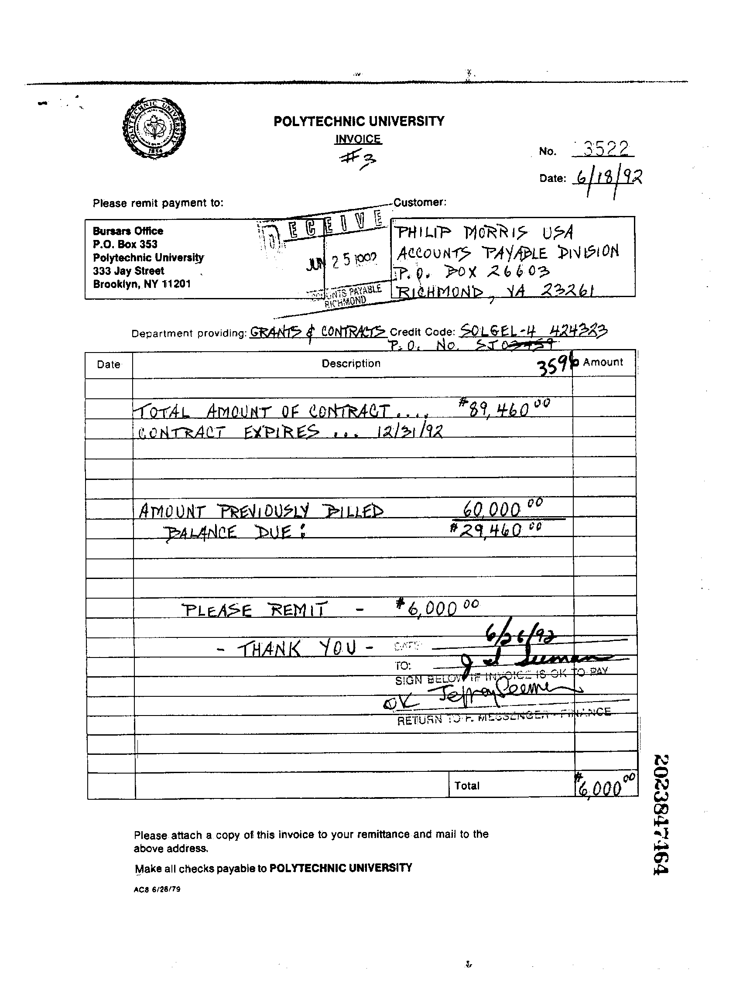 POLYTECHNIC UNIVERSITY
1854
POLYTECHNIC UNIVERSITY
INVOICE
#3
No. 3522
Date: 6/18/92
Please remit payment to:
Customer:
Bursars Office
P.O. Box 353
Polytechnic University
333 Jay Street
Brooklyn, NY 11201
RECEIVE
JUN 25 1992
ACCOUNTS PAYABLE
RICHMOND
PHILIP MORRIS USA
ACCOUNTS PAYABLE DIVISION
P.O. BOX 26603
RICHMOND, VA 23261
Department providing: GRANTS & CONTRACTS Credit Code: SOLGEL-4 424323
P.O. No. SJ03459
3596
Date Description Amount
TOTAL AMOUNT OF CONTRACT.... $89,460 00
CONTRACT EXPIRES ... 12/31/92
AMOUNT PREVIOUSLY BILLED 60,000 00
BALANCE DUE: $29,460 00
PLEASE REMIT - $6,000 00
- THANK YOU -
DATE: 6/26/92
TO:
SIGN BELOW IF INVOICE IS OK TO PAY
OK
RETURN TO F. MESSENGER - FINANCE
Total $6,000 00
Please attach a copy of this invoice to your remittance and mail to the
above address.
Make all checks payable to POLYTECHNIC UNIVERSITY
AC8 6/28/79
2023847464